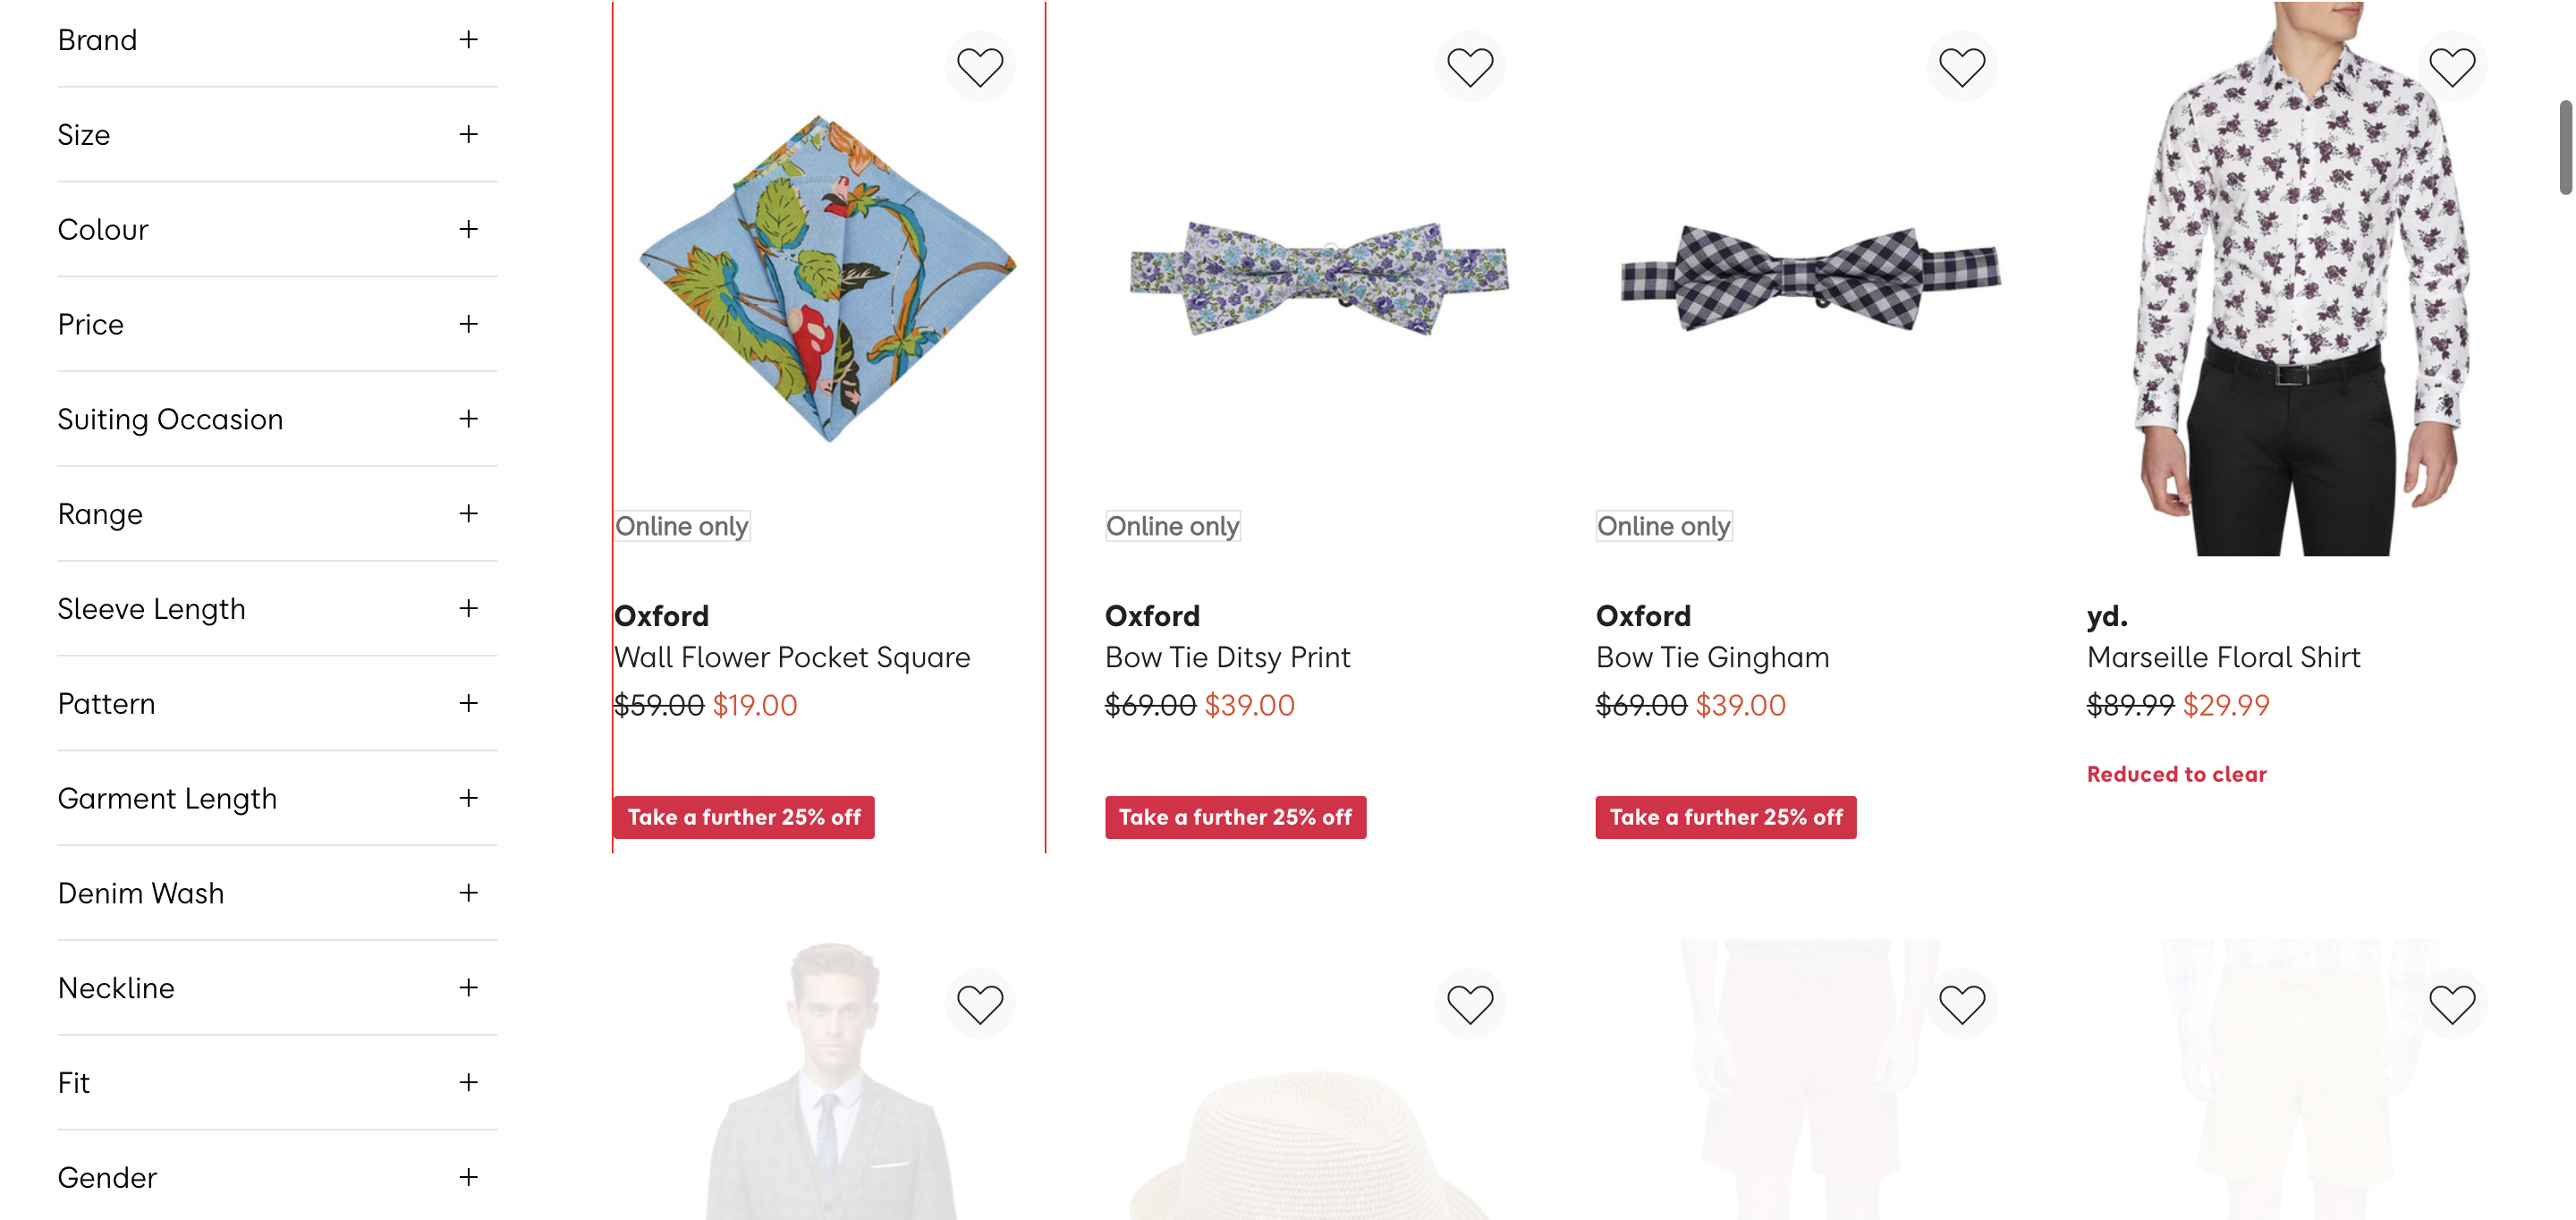 Brand
Size
Colour
Price
Suiting Occasion
Range
Sleeve Length
Pattern
Garment Length
Denim Wash
Neckline
Fit
Gender
Online only
Oxford
Wall Flower Pocket Square
$59.00 $19.00
Take a further 25% off
Online only
Oxford
Bow Tie Ditsy Print
$69.00 $39.00
Take a further 25% off
Online only
Oxford
Bow Tie Gingham
$69.00 $39.00
Take a further 25% off
yd.
Marseille Floral Shirt
$89.99 $29.99
Reduced to clear